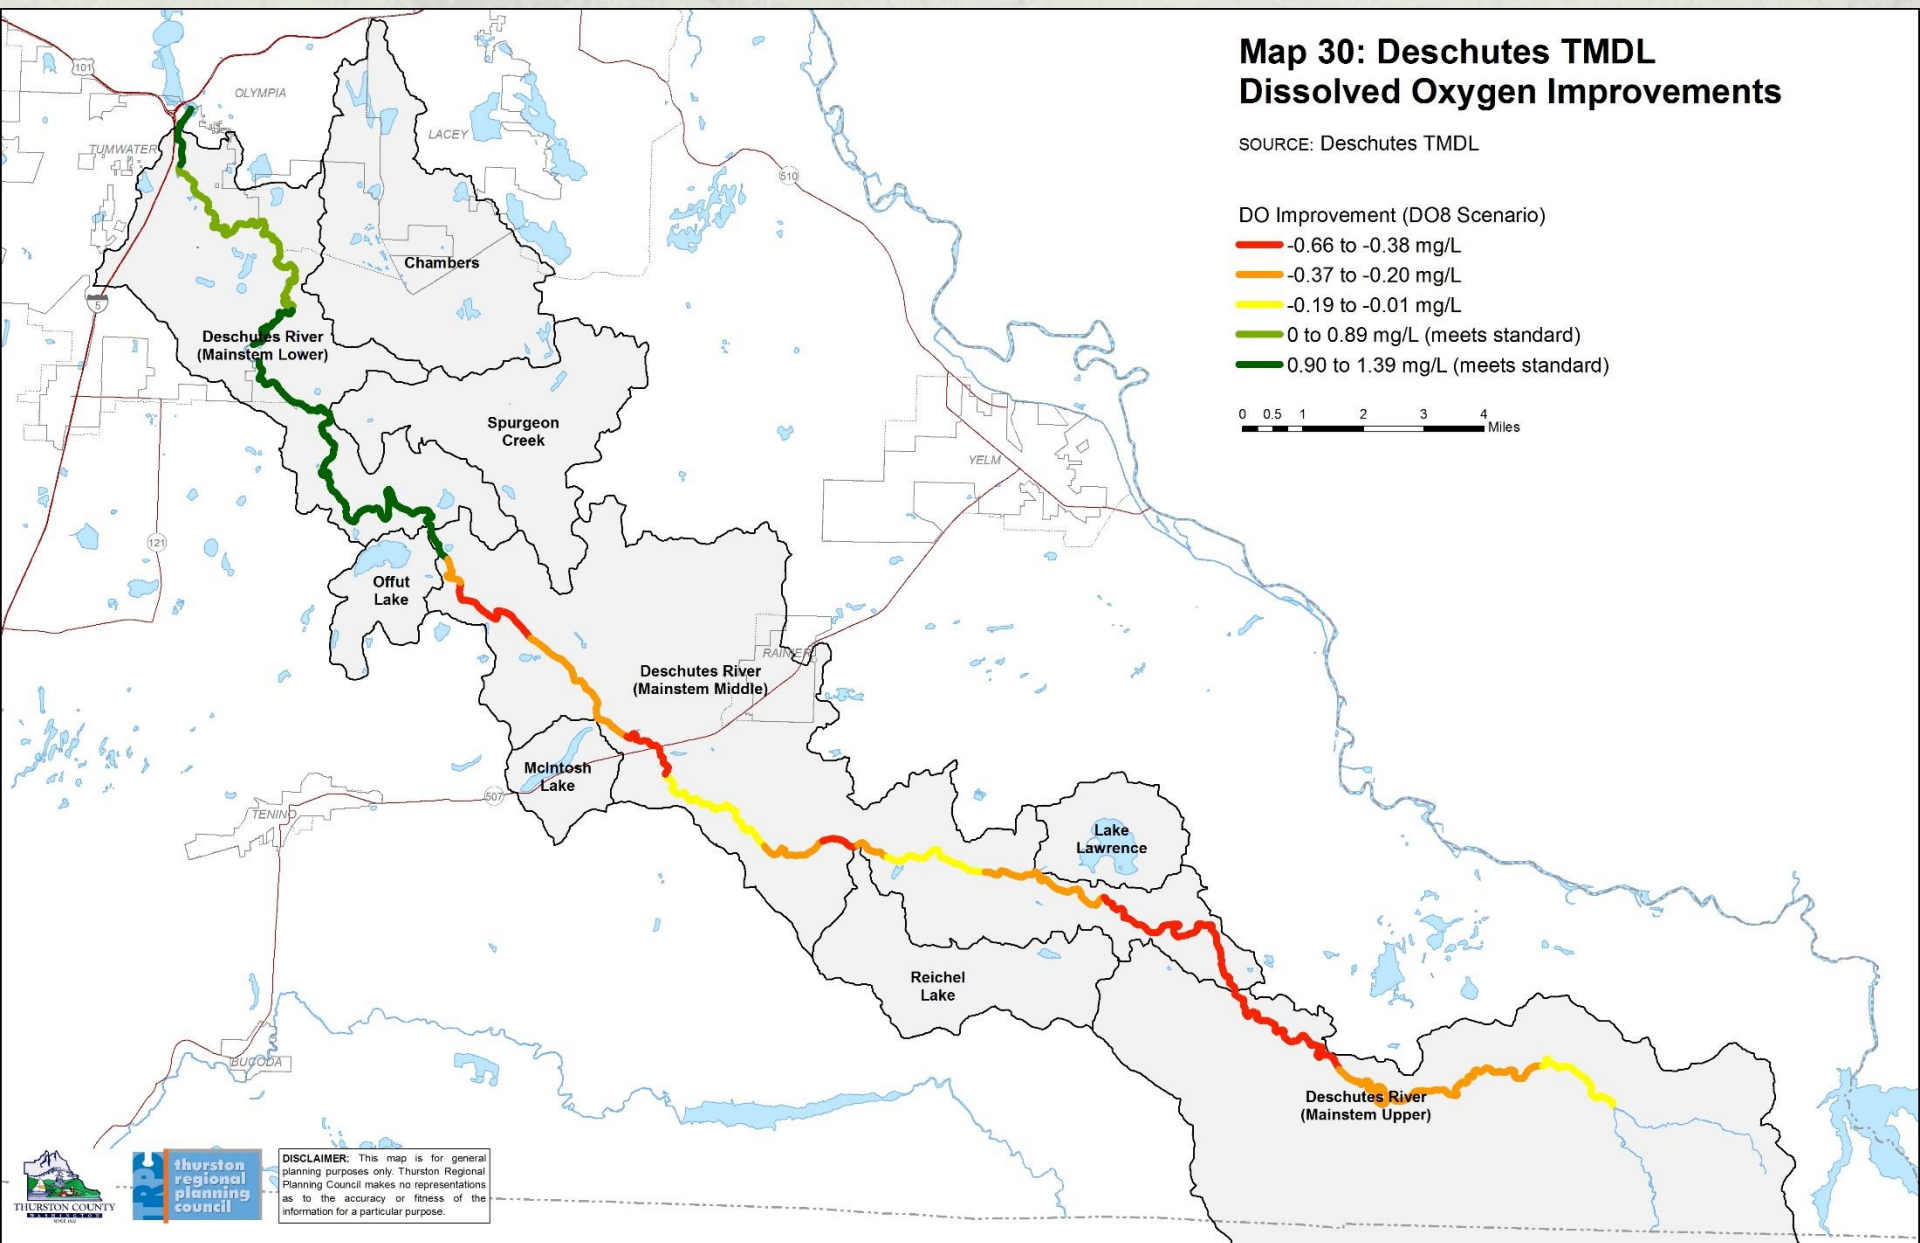 Map 30: Deschutes TMDL
Dissolved Oxygen Improvements
SOURCE: Deschutes TMDL
DO Improvement (DO8 Scenario)
-0.66 to -0.38 mg/L
-0.37 to -0.20 mg/L
-0.19 to -0.01 mg/L
0 to 0.89 mg/L (meets standard)
0.90 to 1.39 mg/L (meets standard)
0 0.5 1 2 3 4
Miles
101
OLYMPIA
LACEY
TUMWATER
510
Chambers
5
Deschutes River
(Mainstem Lower)
Spurgeon
Creek
YELM
121
Offut
Lake
RAINIER
Deschutes River
(Mainstem Middle)
McIntosh
Lake
507
TENINO
Lake
Lawrence
Reichel
Lake
BUCODA
Deschutes River
(Mainstem Upper)
THURSTON COUNTY
WASHINGTON
SINCE 1852
TRPC
thurston
regional
planning
council
DISCLAIMER: This map is for general
planning purposes only. Thurston Regional
Planning Council makes no representations
as to the accuracy or fitness of the
information for a particular purpose.